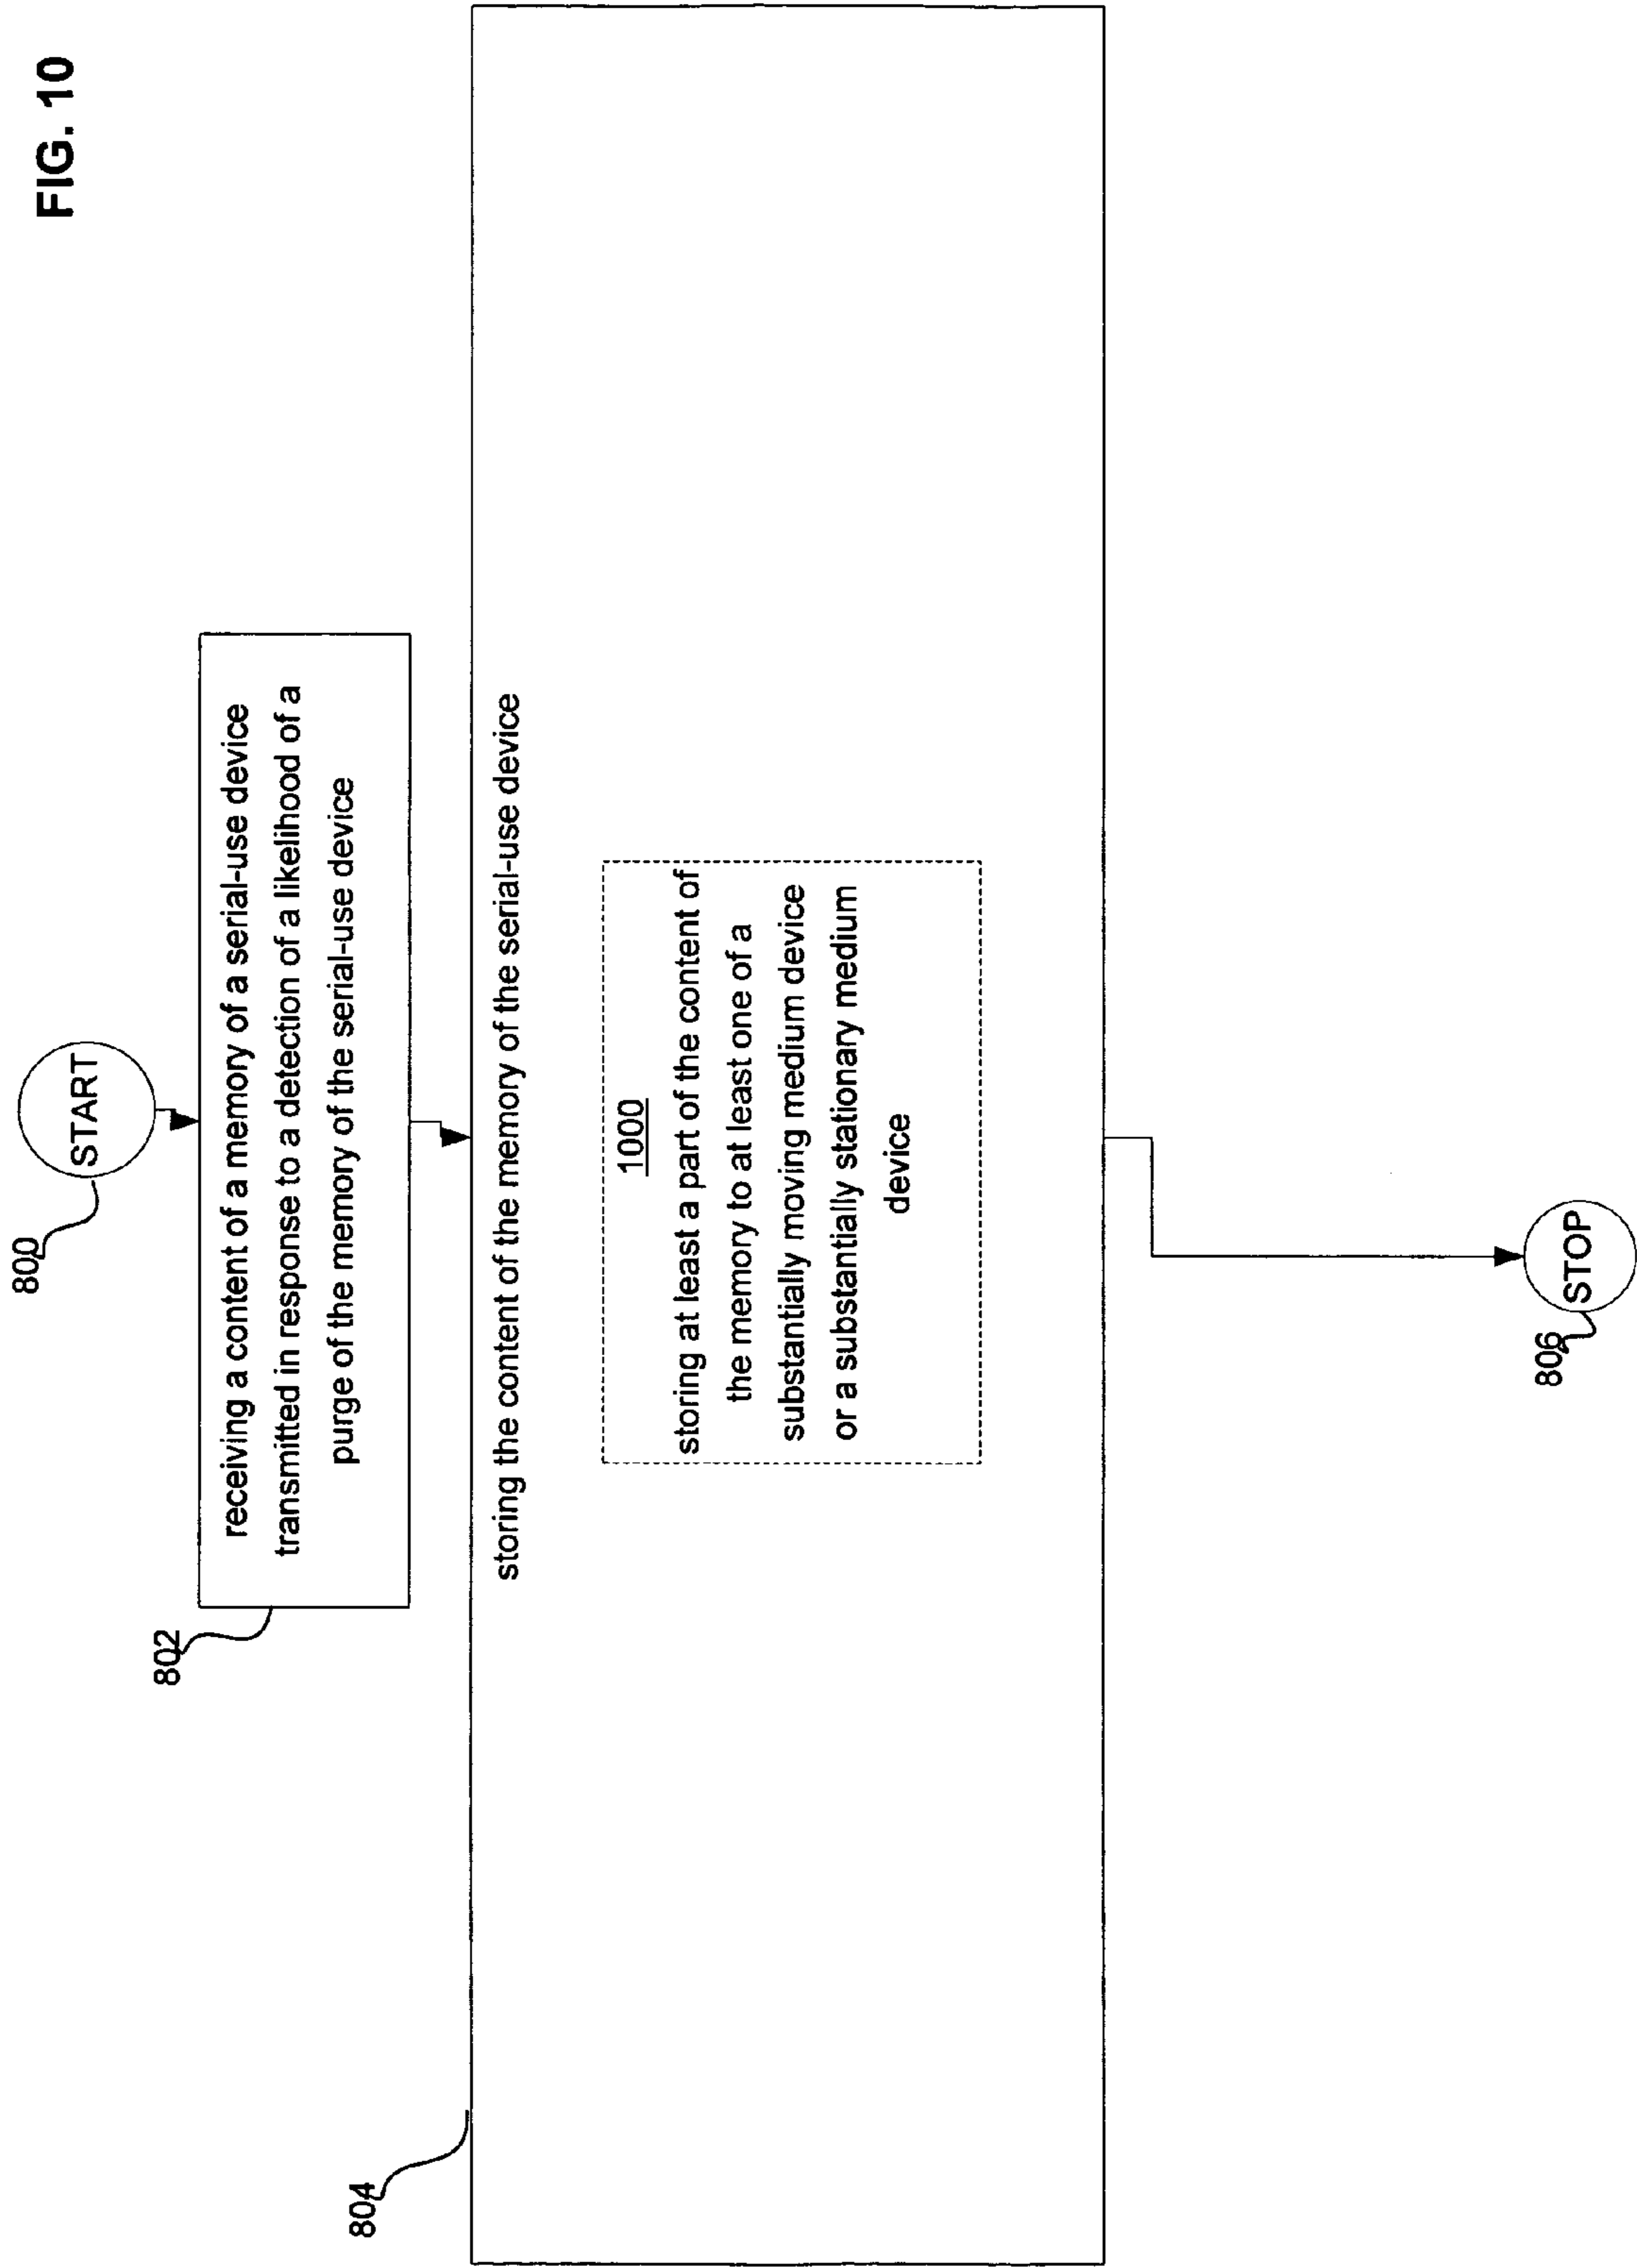 FIG. 10
800
START
802
receiving a content of a memory of a serial-use device
transmitted in response to a detection of a likelihood of a
purge of the memory of the serial-use device
804
storing the content of the memory of the serial-use device
1000
storing at least a part of the content of
the memory to at least one of a
substantially moving medium device
or a substantially stationary medium
device
806
STOP